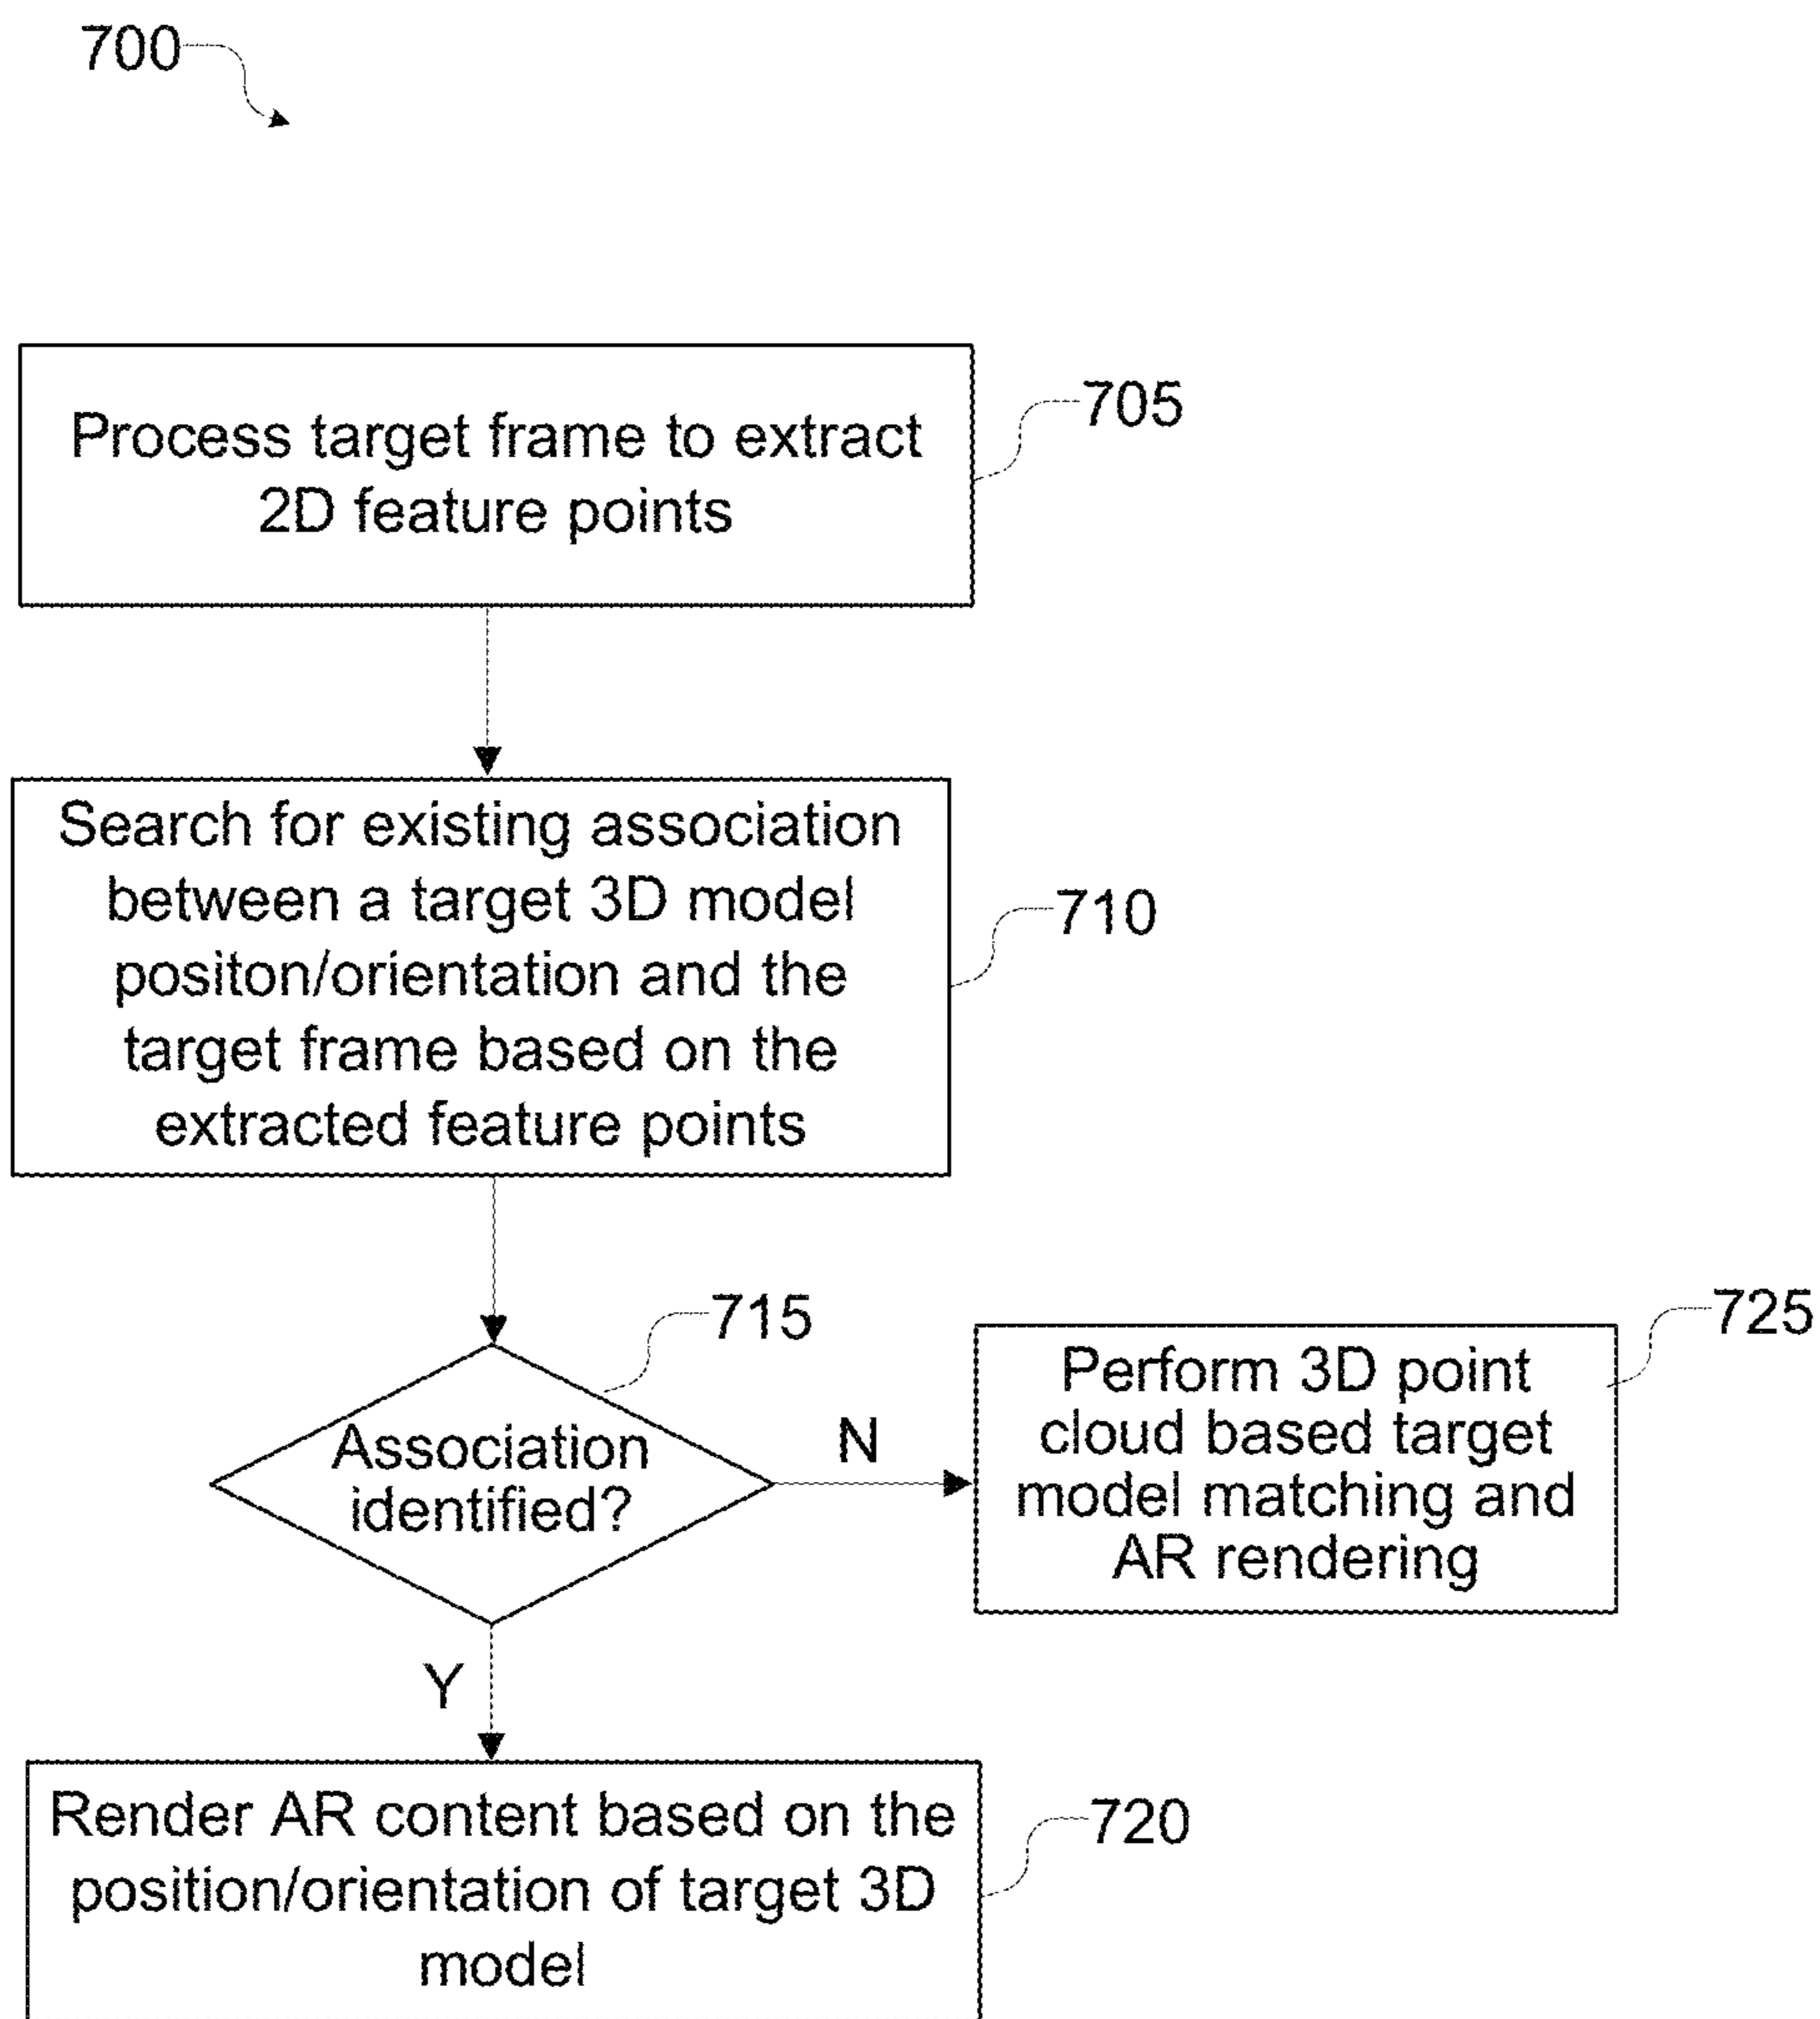 700
Process target frame to extract
2D feature points
705
Search for existing association
between a target 3D model
positon/orientation and the
target frame based on the
extracted feature points
710
715
Association
identified?
N
725
Perform 3D point
cloud based target
model matching and
AR rendering
Y
Render AR content based on the
position/orientation of target 3D
model
720